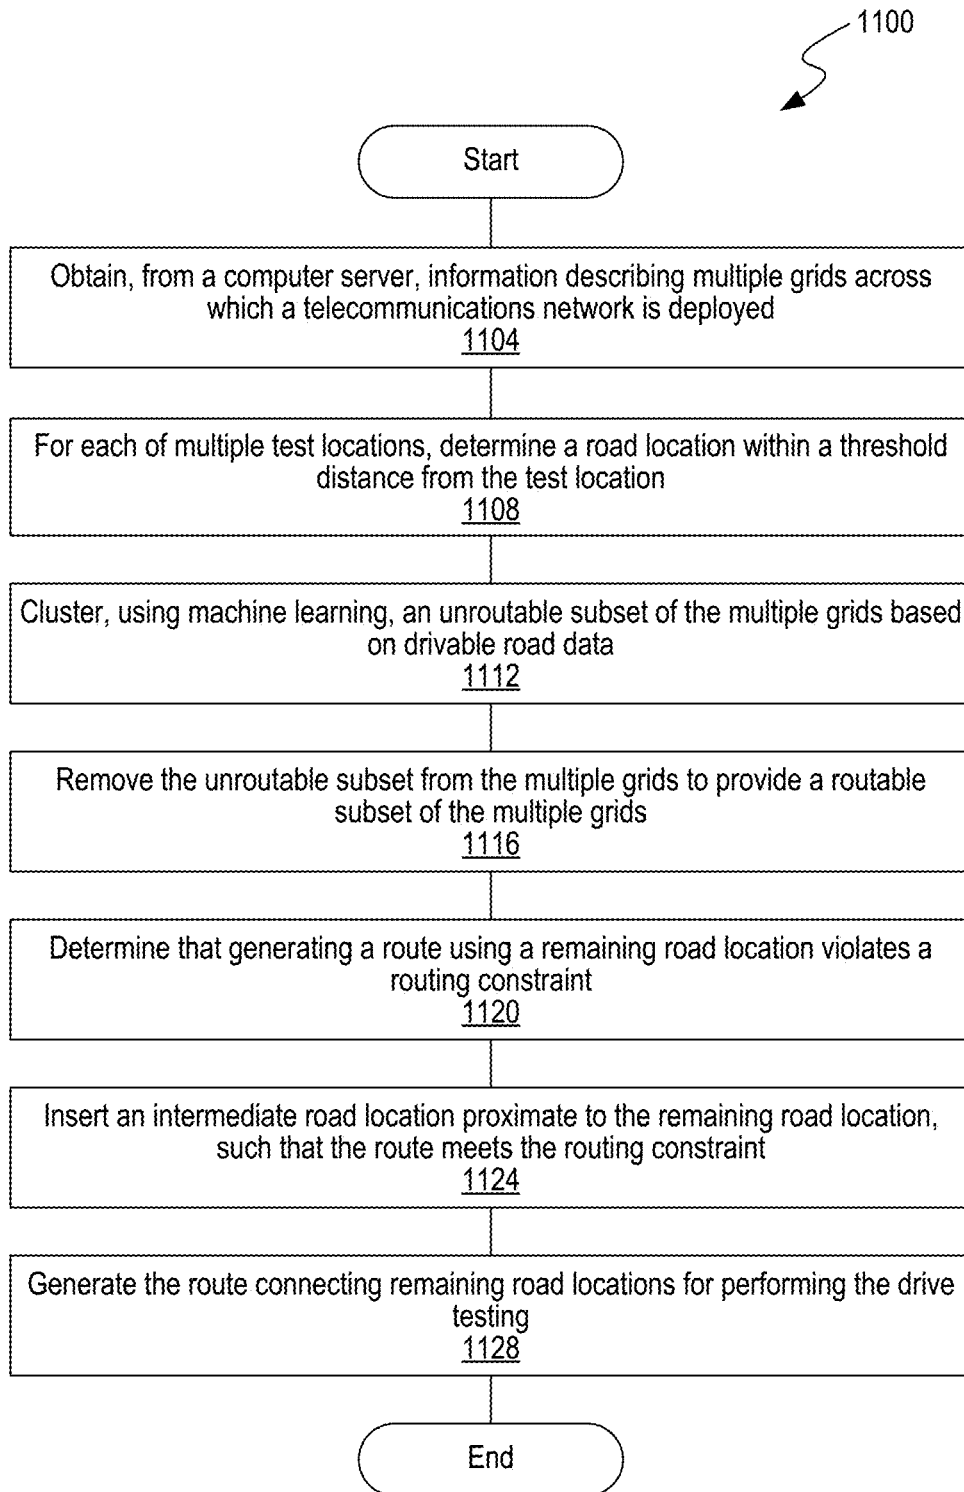 1100
Start
Obtain, from a computer server, information describing multiple grids across
which a telecommunications network is deployed
1104
For each of multiple test locations, determine a road location within a threshold
distance from the test location
1108
Cluster, using machine learning, an unroutable subset of the multiple grids based
on drivable road data
1112
Remove the unroutable subset from the multiple grids to provide a routable
subset of the multiple grids
1116
Determine that generating a route using a remaining road location violates a
routing constraint
1120
Insert an intermediate road location proximate to the remaining road location,
such that the route meets the routing constraint
1124
Generate the route connecting remaining road locations for performing the drive
testing
1128
End